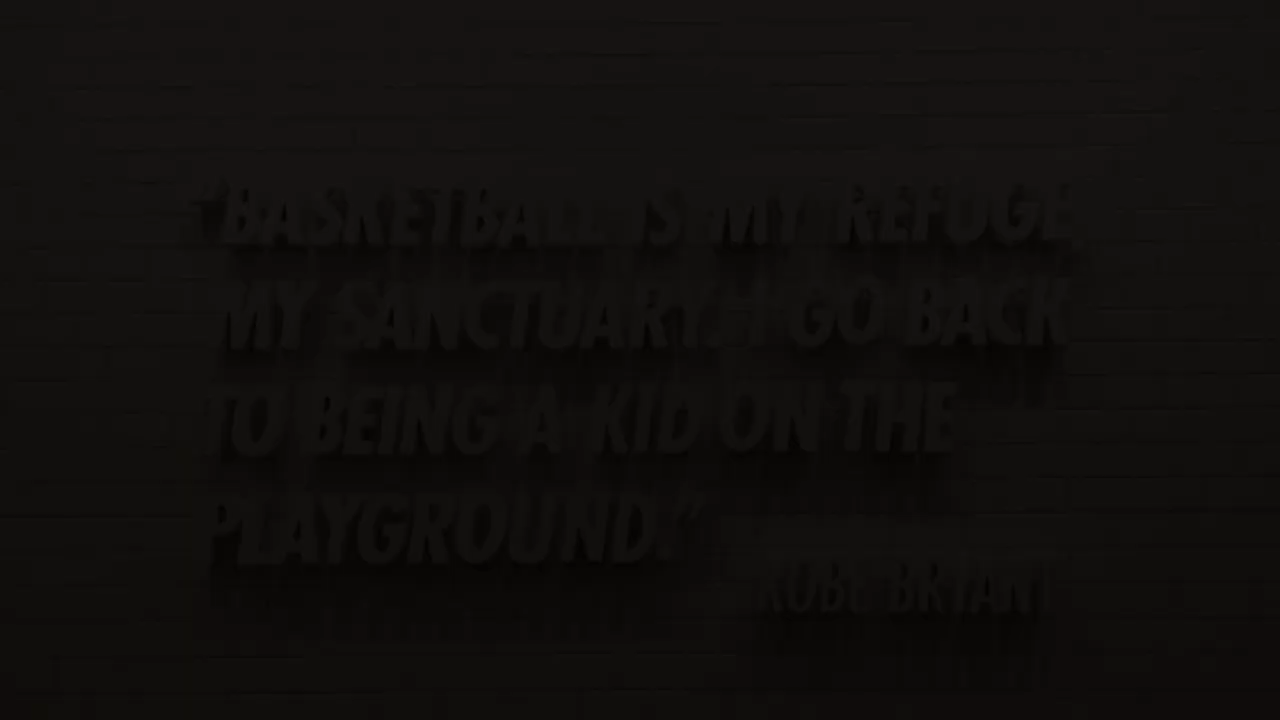 “BASKETBALL IS MY REFUGE,
MY SANCTUARY. I GO BACK
TO BEING A KID ON THE
PLAYGROUND.”
KOBE BRYANT